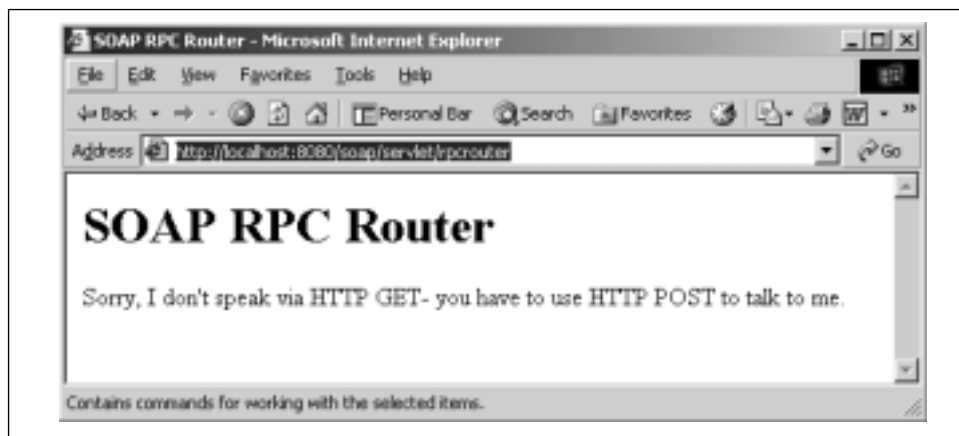 SOAP RPC Router - Microsoft Internet Explorer
File Edit View Favorites Tools Help
Back Personal Bar Search Favorites W »
Address http://localhost:8080/soap/servlet/rpcrouter Go
SOAP RPC Router
Sorry, I don't speak via HTTP GET- you have to use HTTP POST to talk to me.
Contains commands for working with the selected items.